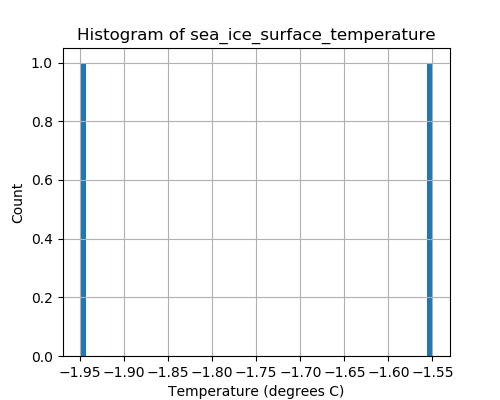 Histogram of sea_ice_surface_temperature
1.0
0.8
0.6
0.4
0.2
0.0
Count
−1.95 −1.90 −1.85 −1.80 −1.75 −1.70 −1.65 −1.60 −1.55
Temperature (degrees C)